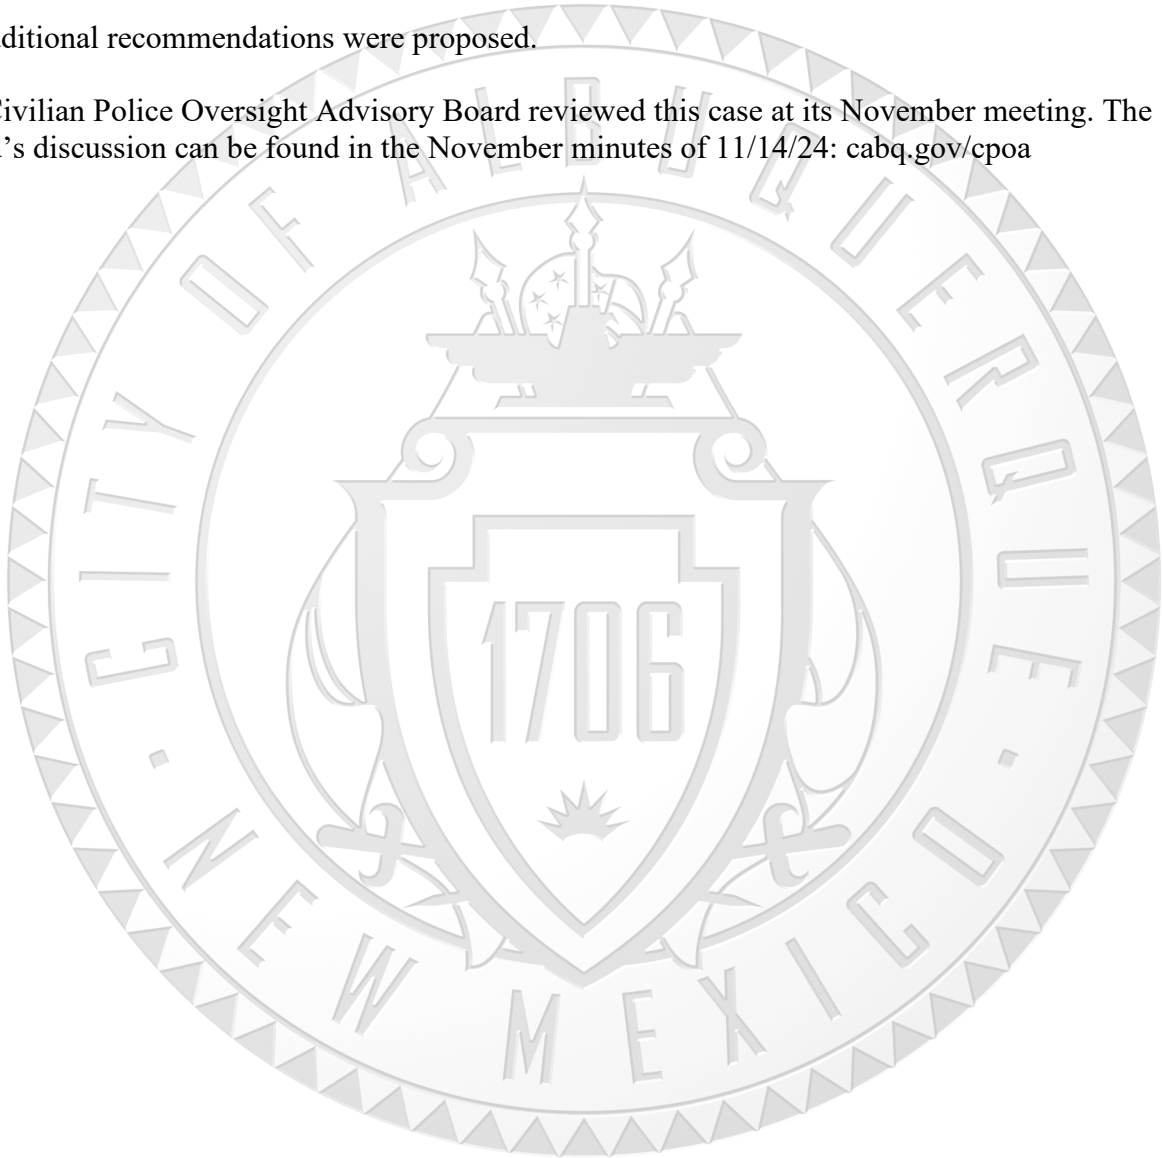 ditional recommendations were proposed.
ivilian Police Oversight Advisory Board reviewed this case at its November meeting. The
's discussion can be found in the November minutes of 11/14/24: cabq.gov/cpoa
CITY OF ALBUQUERQUE
1706
NEW MEXICO